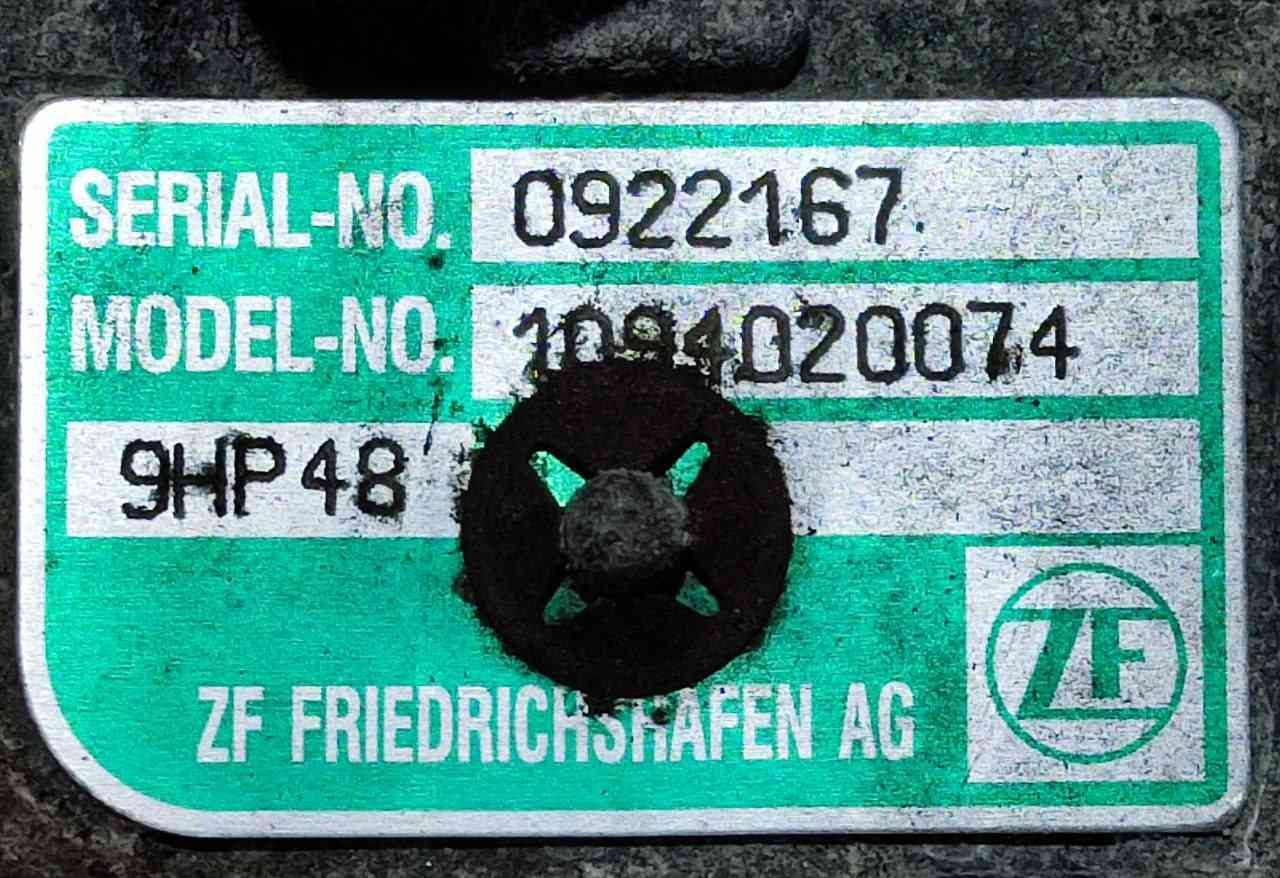 SERIAL-NO. 0922167
MODEL-NO. 1094020074
9HP48
ZF FRIEDRICHSHAFEN AG
ZF